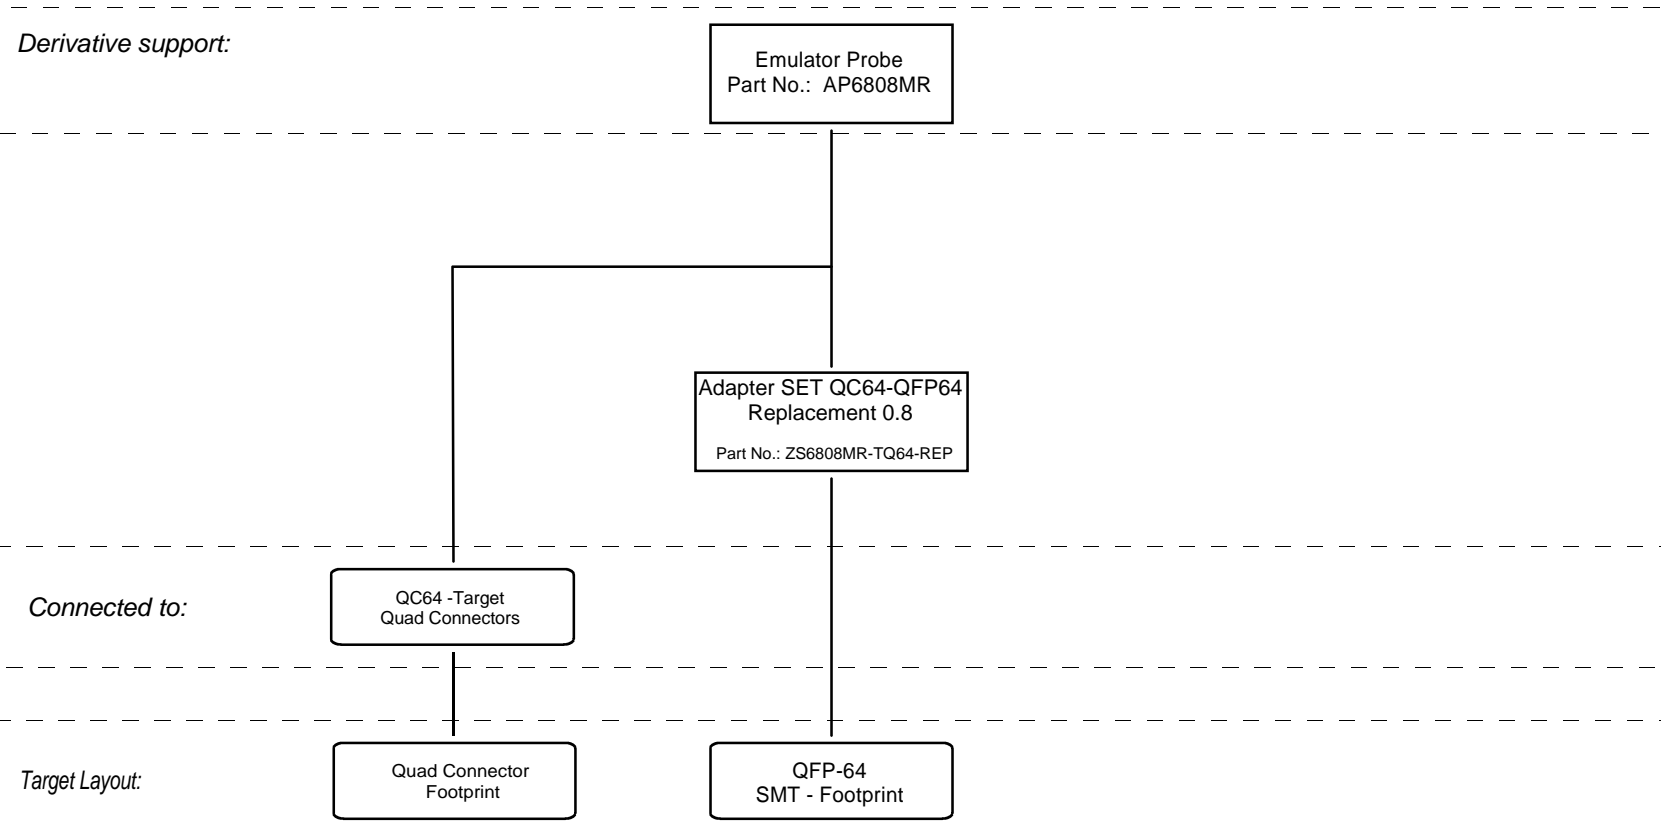 Derivative support:
Emulator Probe
Part No.: AP6808MR
Adapter SET QC64-QFP64
Replacement 0.8
Part No.: ZS6808MR-TQ64-REP
Connected to:
QC64 -Target
Quad Connectors
Target Layout:
Quad Connector
Footprint
QFP-64
SMT - Footprint